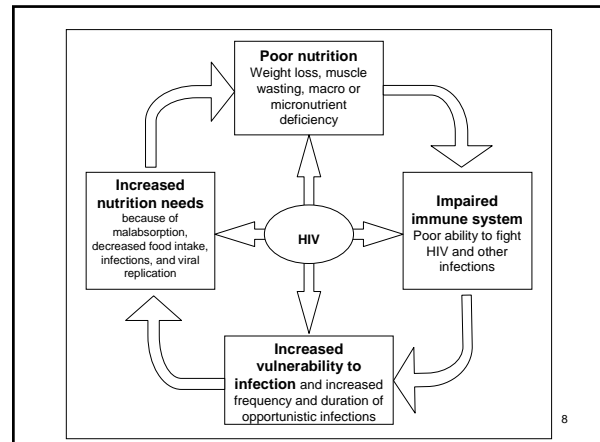 Poor nutrition
Weight loss, muscle
wasting, macro or
micronutrient
deficiency
Increased
nutrition needs
because of
malabsorption,
decreased food intake,
infections, and viral
replication
HIV
Impaired
immune system
Poor ability to fight
HIV and other
infections
Increased
vulnerability to
infection and increased
frequency and duration of
opportunistic infections
8